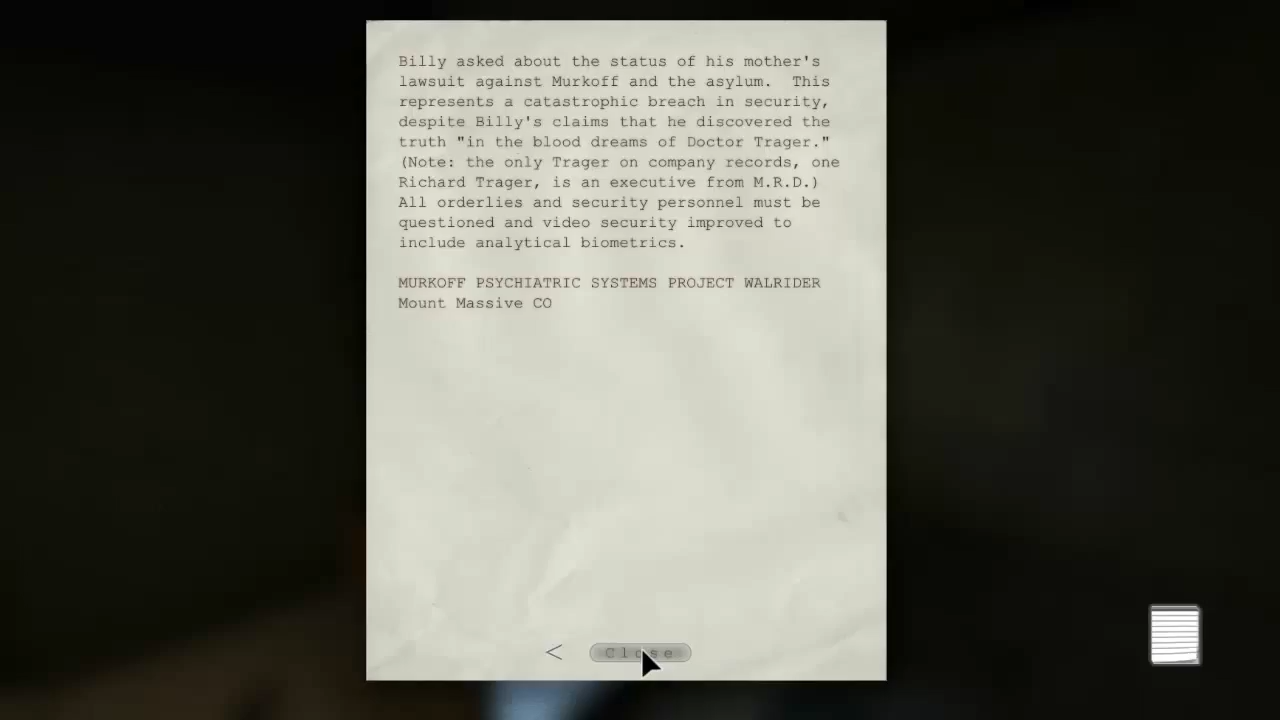 Billy asked about the status of his mother's
lawsuit against Murkoff and the asylum.  This
represents a catastrophic breach in security,
despite Billy's claims that he discovered the
truth "in the blood dreams of Doctor Trager."
(Note: the only Trager on company records, one
Richard Trager, is an executive from M.R.D.)
All orderlies and security personnel must be
questioned and video security improved to
include analytical biometrics.

MURKOFF PSYCHIATRIC SYSTEMS PROJECT WALRIDER
Mount Massive CO
< Close